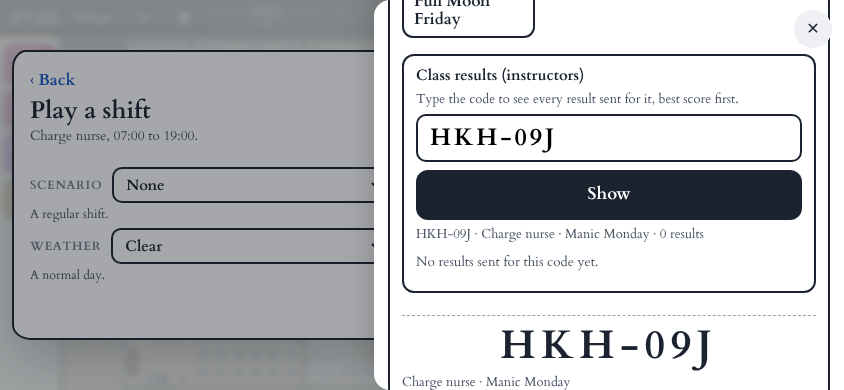 ‹ Back
Play a shift
Charge nurse, 07:00 to 19:00.
SCENARIO None
A regular shift.
WEATHER Clear
A normal day.
Full Moon
Friday
×
Class results (instructors)
Type the code to see every result sent for it, best score first.
HKH-09J
Show
HKH-09J · Charge nurse · Manic Monday · 0 results
No results sent for this code yet.
HKH-09J
Charge nurse · Manic Monday